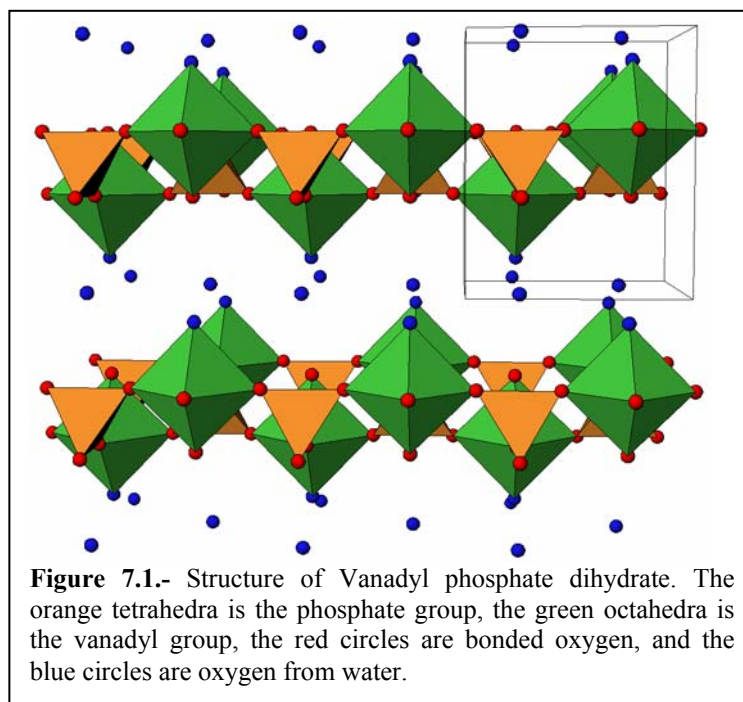 Figure 7.1.- Structure of Vanadyl phosphate dihydrate. The
orange tetrahedra is the phosphate group, the green octahedra is
the vanadyl group, the red circles are bonded oxygen, and the
blue circles are oxygen from water.